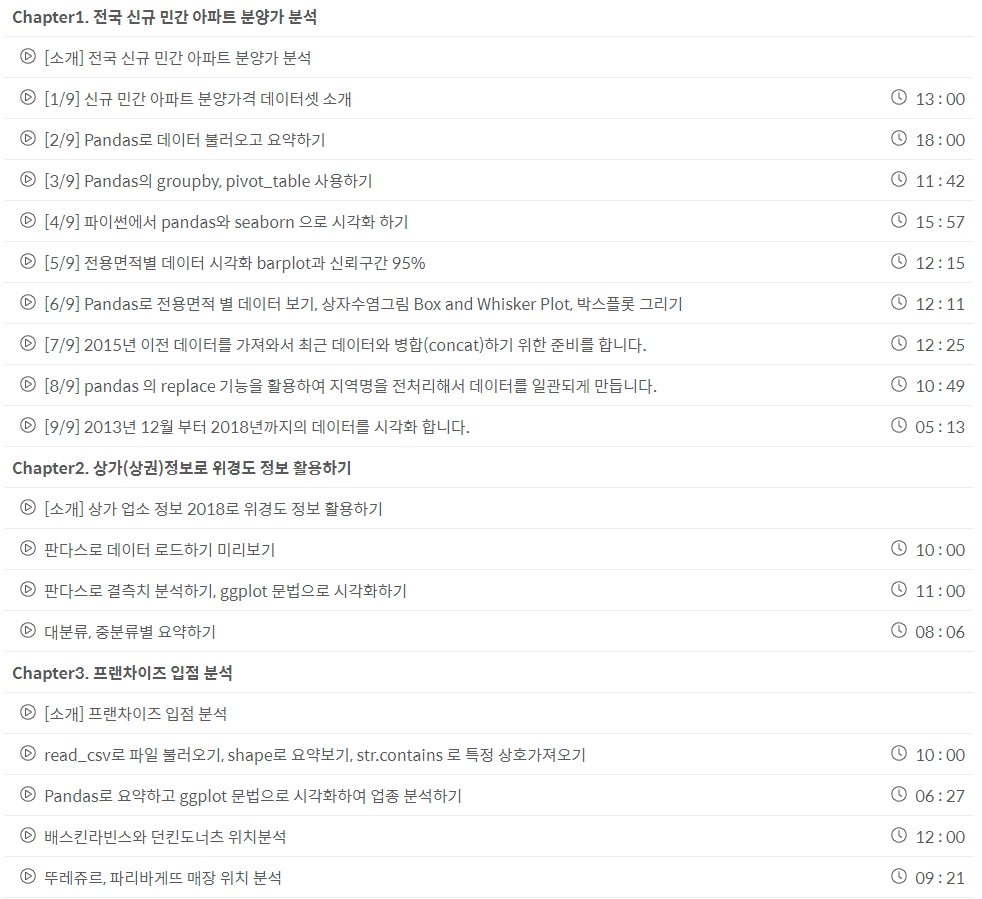 Chapter1. 전국 신규 민간 아파트 분양가 분석
[소개] 전국 신규 민간 아파트 분양가 분석
[1/9] 신규 민간 아파트 분양가격 데이터셋 소개 13 : 00
[2/9] Pandas로 데이터 불러오고 요약하기 18 : 00
[3/9] Pandas의 groupby, pivot_table 사용하기 11 : 42
[4/9] 파이썬에서 pandas와 seaborn 으로 시각화 하기 15 : 57
[5/9] 전용면적별 데이터 시각화 barplot과 신뢰구간 95% 12 : 15
[6/9] Pandas로 전용면적 별 데이터 보기, 상자수염그림 Box and Whisker Plot, 박스플롯 그리기 12 : 11
[7/9] 2015년 이전 데이터를 가져와서 최근 데이터와 병합(concat)하기 위한 준비를 합니다. 12 : 25
[8/9] pandas 의 replace 기능을 활용하여 지역명을 전처리해서 데이터를 일관되게 만듭니다. 10 : 49
[9/9] 2013년 12월 부터 2018년까지의 데이터를 시각화 합니다. 05 : 13
Chapter2. 상가(상권)정보로 위경도 정보 활용하기
[소개] 상가 업소 정보 2018로 위경도 정보 활용하기
판다스로 데이터 로드하기 미리보기 10 : 00
판다스로 결측치 분석하기, ggplot 문법으로 시각화하기 11 : 00
대분류, 중분류별 요약하기 08 : 06
Chapter3. 프랜차이즈 입점 분석
[소개] 프랜차이즈 입점 분석
read_csv로 파일 불러오기, shape로 요약보기, str.contains 로 특정 상호가져오기 10 : 00
Pandas로 요약하고 ggplot 문법으로 시각화하여 업종 분석하기 06 : 27
배스킨라빈스와 던킨도너츠 위치분석 12 : 00
뚜레쥬르, 파리바게뜨 매장 위치 분석 09 : 21